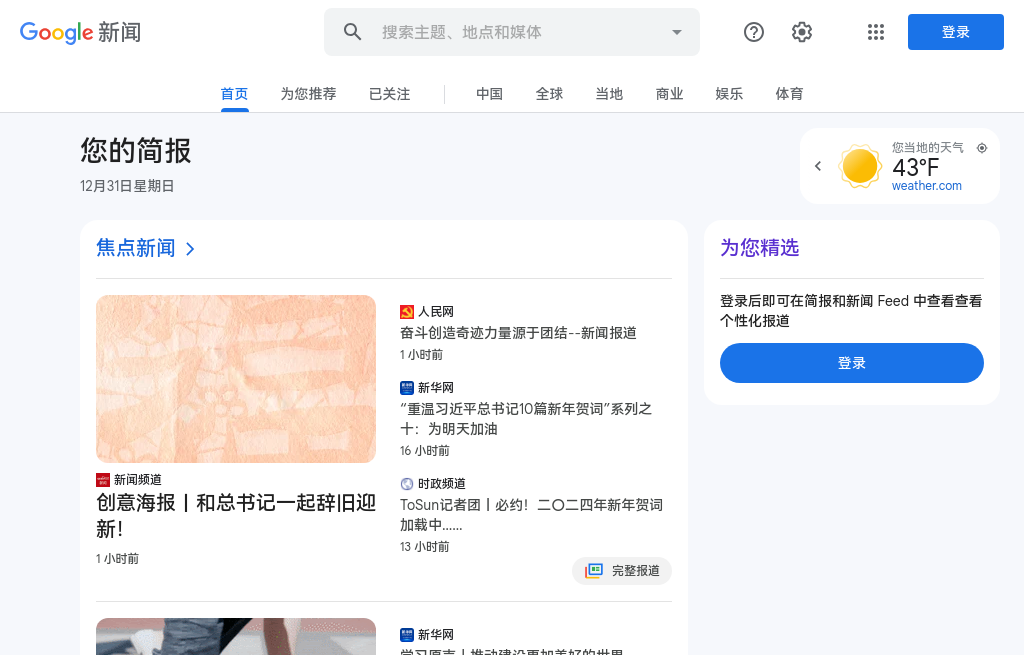 Google 新闻
搜索主题、地点和媒体
登录
首页
为您推荐
已关注
中国
全球
当地
商业
娱乐
体育
您的简报
12月31日星期日
您当地的天气
43°F
weather.com
焦点新闻
新闻频道
创意海报丨和总书记一起辞旧迎
新！
1 小时前
人民网
奋斗创造奇迹力量源于团结--新闻报道
1 小时前
新华网
“重温习近平总书记10篇新年贺词”系列之
十：为明天加油
16 小时前
时政频道
ToSun记者团丨必约！二〇二四年新年贺词
加载中……
13 小时前
完整报道
新华网
为您精选
登录后即可在简报和新闻 Feed 中查看查看
个性化报道
登录